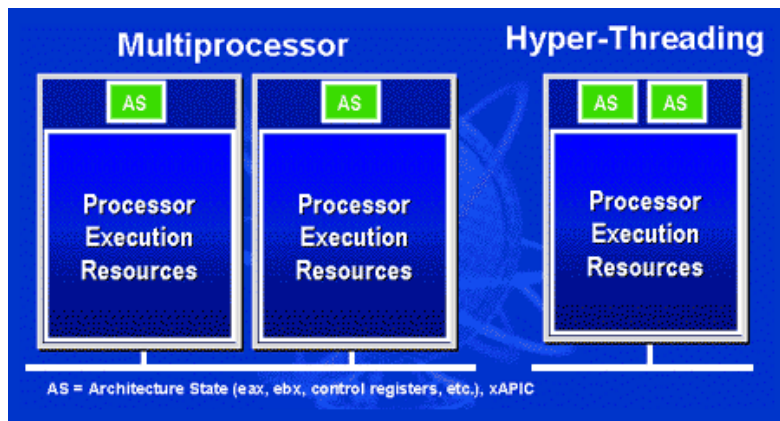 Multiprocessor
Hyper-Threading
AS
AS
AS AS
Processor
Execution
Resources
Processor
Execution
Resources
Processor
Execution
Resources
AS = Architecture State (eax, ebx, control registers, etc.), xAPIC